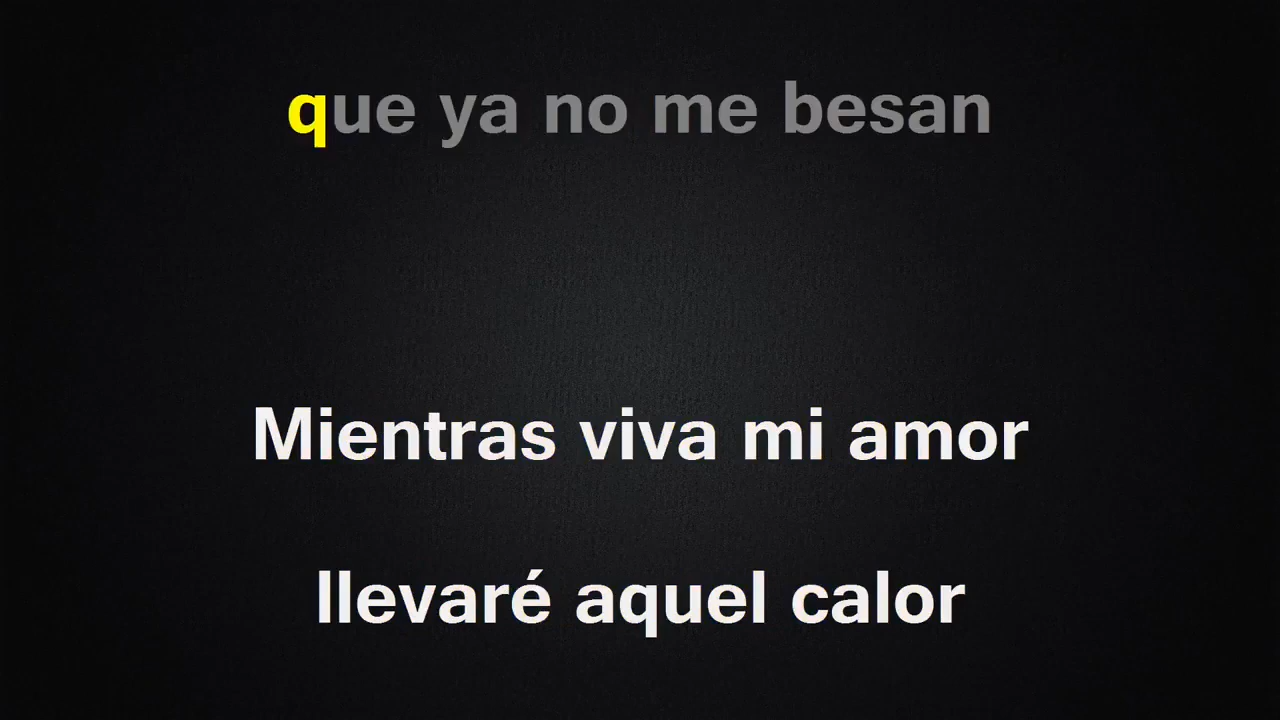 que ya no me besan
Mientras viva mi amor
llevaré aquel calor